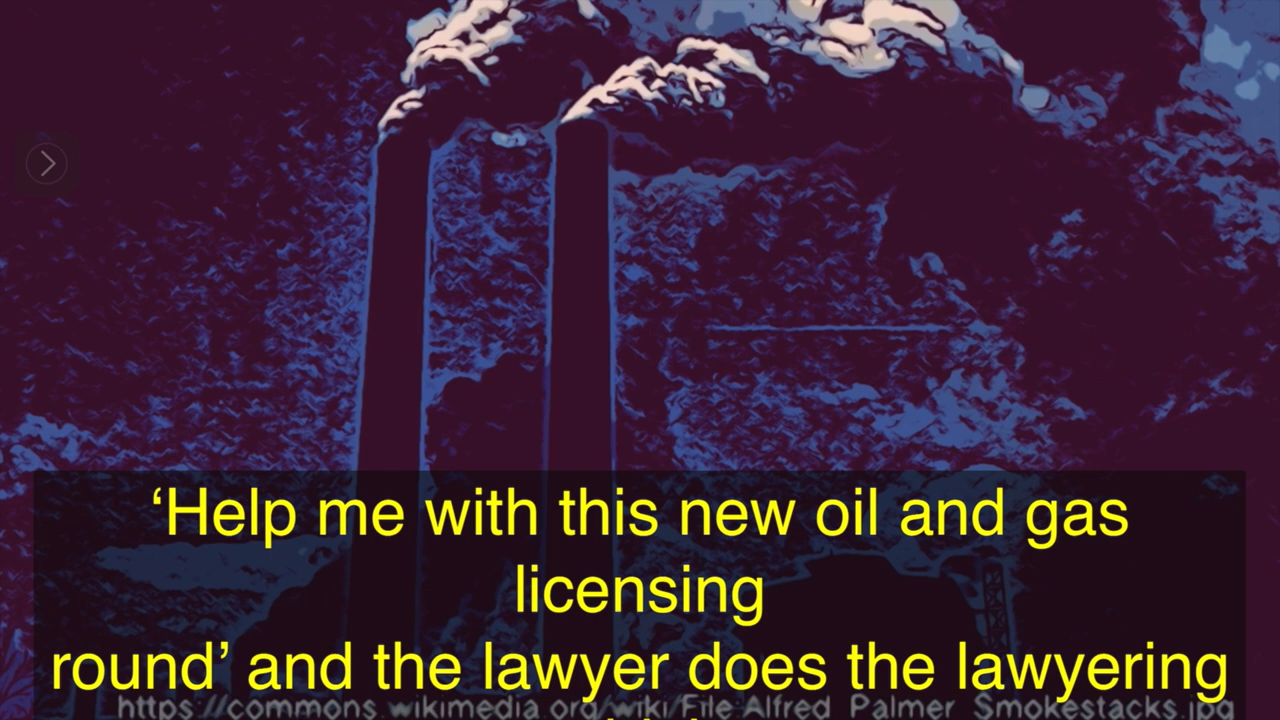 ‘Help me with this new oil and gas
licensing
round’ and the lawyer does the lawyering
https://commons.wikimedia.org/wiki/File:Alfred_Palmer_Smokestacks.jpg